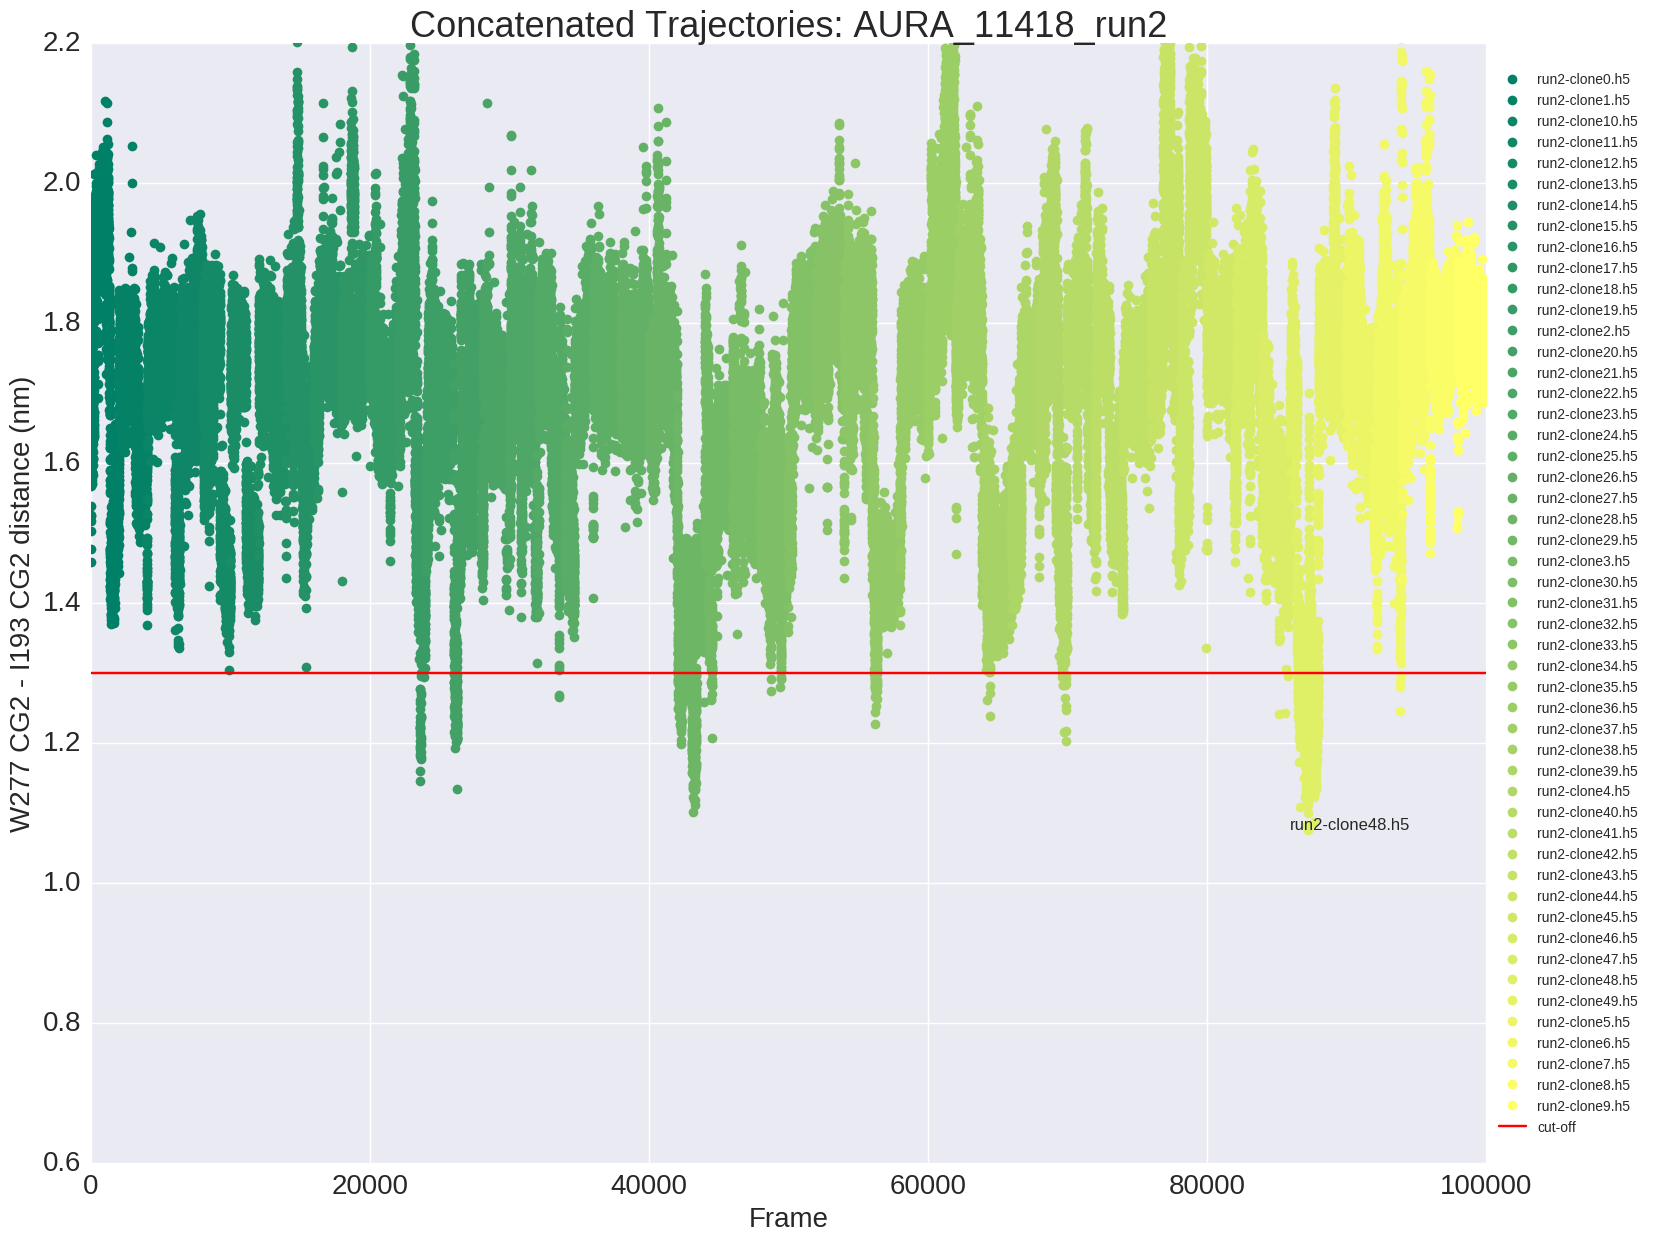 Concatenated Trajectories: AURA_11418_run2
W277 CG2 - I193 CG2 distance (nm)
2.2
2.0
1.8
1.6
1.4
1.2
1.0
0.8
0.6
run2-clone48.h5
0 20000 40000 60000 80000 100000
Frame
run2-clone0.h5
run2-clone1.h5
run2-clone10.h5
run2-clone11.h5
run2-clone12.h5
run2-clone13.h5
run2-clone14.h5
run2-clone15.h5
run2-clone16.h5
run2-clone17.h5
run2-clone18.h5
run2-clone19.h5
run2-clone2.h5
run2-clone20.h5
run2-clone21.h5
run2-clone22.h5
run2-clone23.h5
run2-clone24.h5
run2-clone25.h5
run2-clone26.h5
run2-clone27.h5
run2-clone28.h5
run2-clone29.h5
run2-clone3.h5
run2-clone30.h5
run2-clone31.h5
run2-clone32.h5
run2-clone33.h5
run2-clone34.h5
run2-clone35.h5
run2-clone36.h5
run2-clone37.h5
run2-clone38.h5
run2-clone39.h5
run2-clone4.h5
run2-clone40.h5
run2-clone41.h5
run2-clone42.h5
run2-clone43.h5
run2-clone44.h5
run2-clone45.h5
run2-clone46.h5
run2-clone47.h5
run2-clone48.h5
run2-clone49.h5
run2-clone5.h5
run2-clone6.h5
run2-clone7.h5
run2-clone8.h5
run2-clone9.h5
cut-off